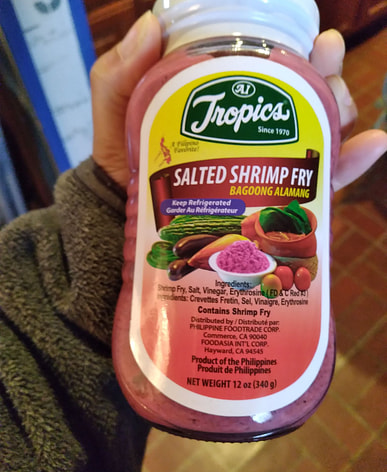 AI
Tropics
Since 1970
A Filipino
Favorite!
SALTED SHRIMP FRY
BAGOONG ALAMANG
Keep Refrigerated
Garder Au Réfrigérateur
Ingredients:
Shrimp Fry, Salt, Vinegar, Erythrosine ( FD & C Red #3 )
Ingredients: Crevettes Fretin, Sel, Vinaigre, Erythrosine
Contains Shrimp Fry
Distributed by / Distribute par:
PHILIPPINE FOODTRADE CORP.
Commerce, CA 90040
FOODASIA INT'L CORP.
Hayward, CA 94545
Product of the Philippines
Produit de Philippines
NET WEIGHT 12 oz (340 g)